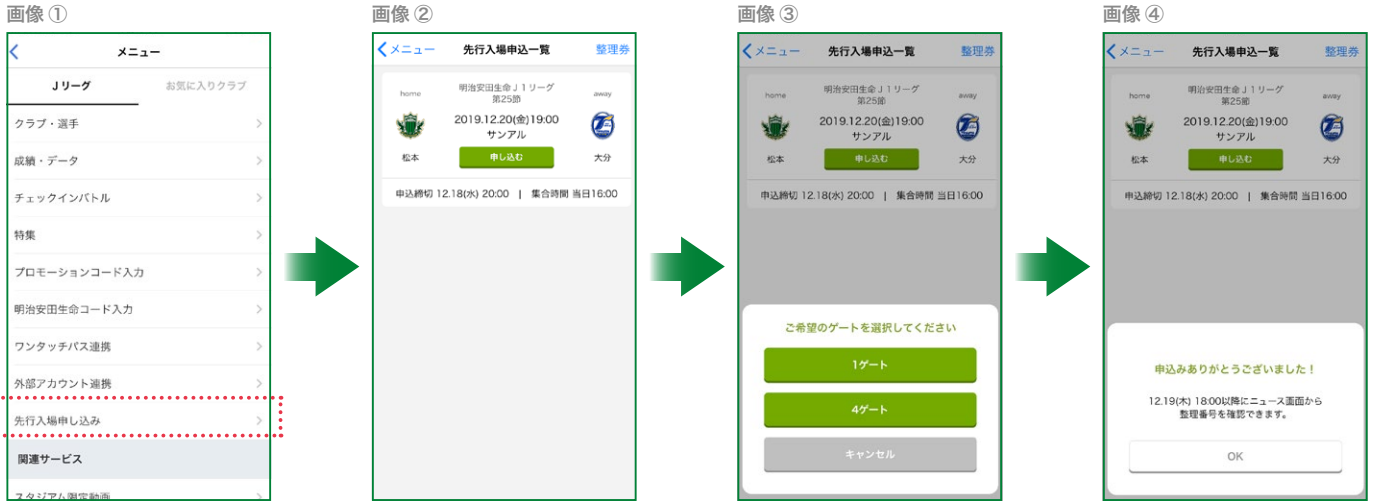 画像 ①
メニュー
Jリーグ
お気に入りクラブ
クラブ・選手
成績・データ
チェックインバトル
特集
プロモーションコード入力
明治安田生命コード入力
ワンタッチパス連携
外部アカウント連携
先行入場申し込み
関連サービス
スタジアム限定動画
画像 ②
メニュー
先行入場申込一覧
整理券
明治安田生命J1リーグ
第25節
home
away
2019.12.20(金)19:00
サンアル
松本
申し込む
大分
申込締切 12.18(水) 20:00 | 集合時間 当日16:00
画像 ③
メニュー
先行入場申込一覧
整理券
明治安田生命J1リーグ
第25節
home
away
2019.12.20(金)19:00
サンアル
松本
申し込む
大分
申込締切 12.18(水) 20:00 | 集合時間 当日16:00
ご希望のゲートを選択してください
1ゲート
4ゲート
キャンセル
画像 ④
メニュー
先行入場申込一覧
整理券
明治安田生命J1リーグ
第25節
home
away
2019.12.20(金)19:00
サンアル
松本
申し込む
大分
申込締切 12.18(水) 20:00 | 集合時間 当日16:00
申込みありがとうございました！
12.19(木) 18:00以降にニュース画面から
整理番号を確認できます。
OK